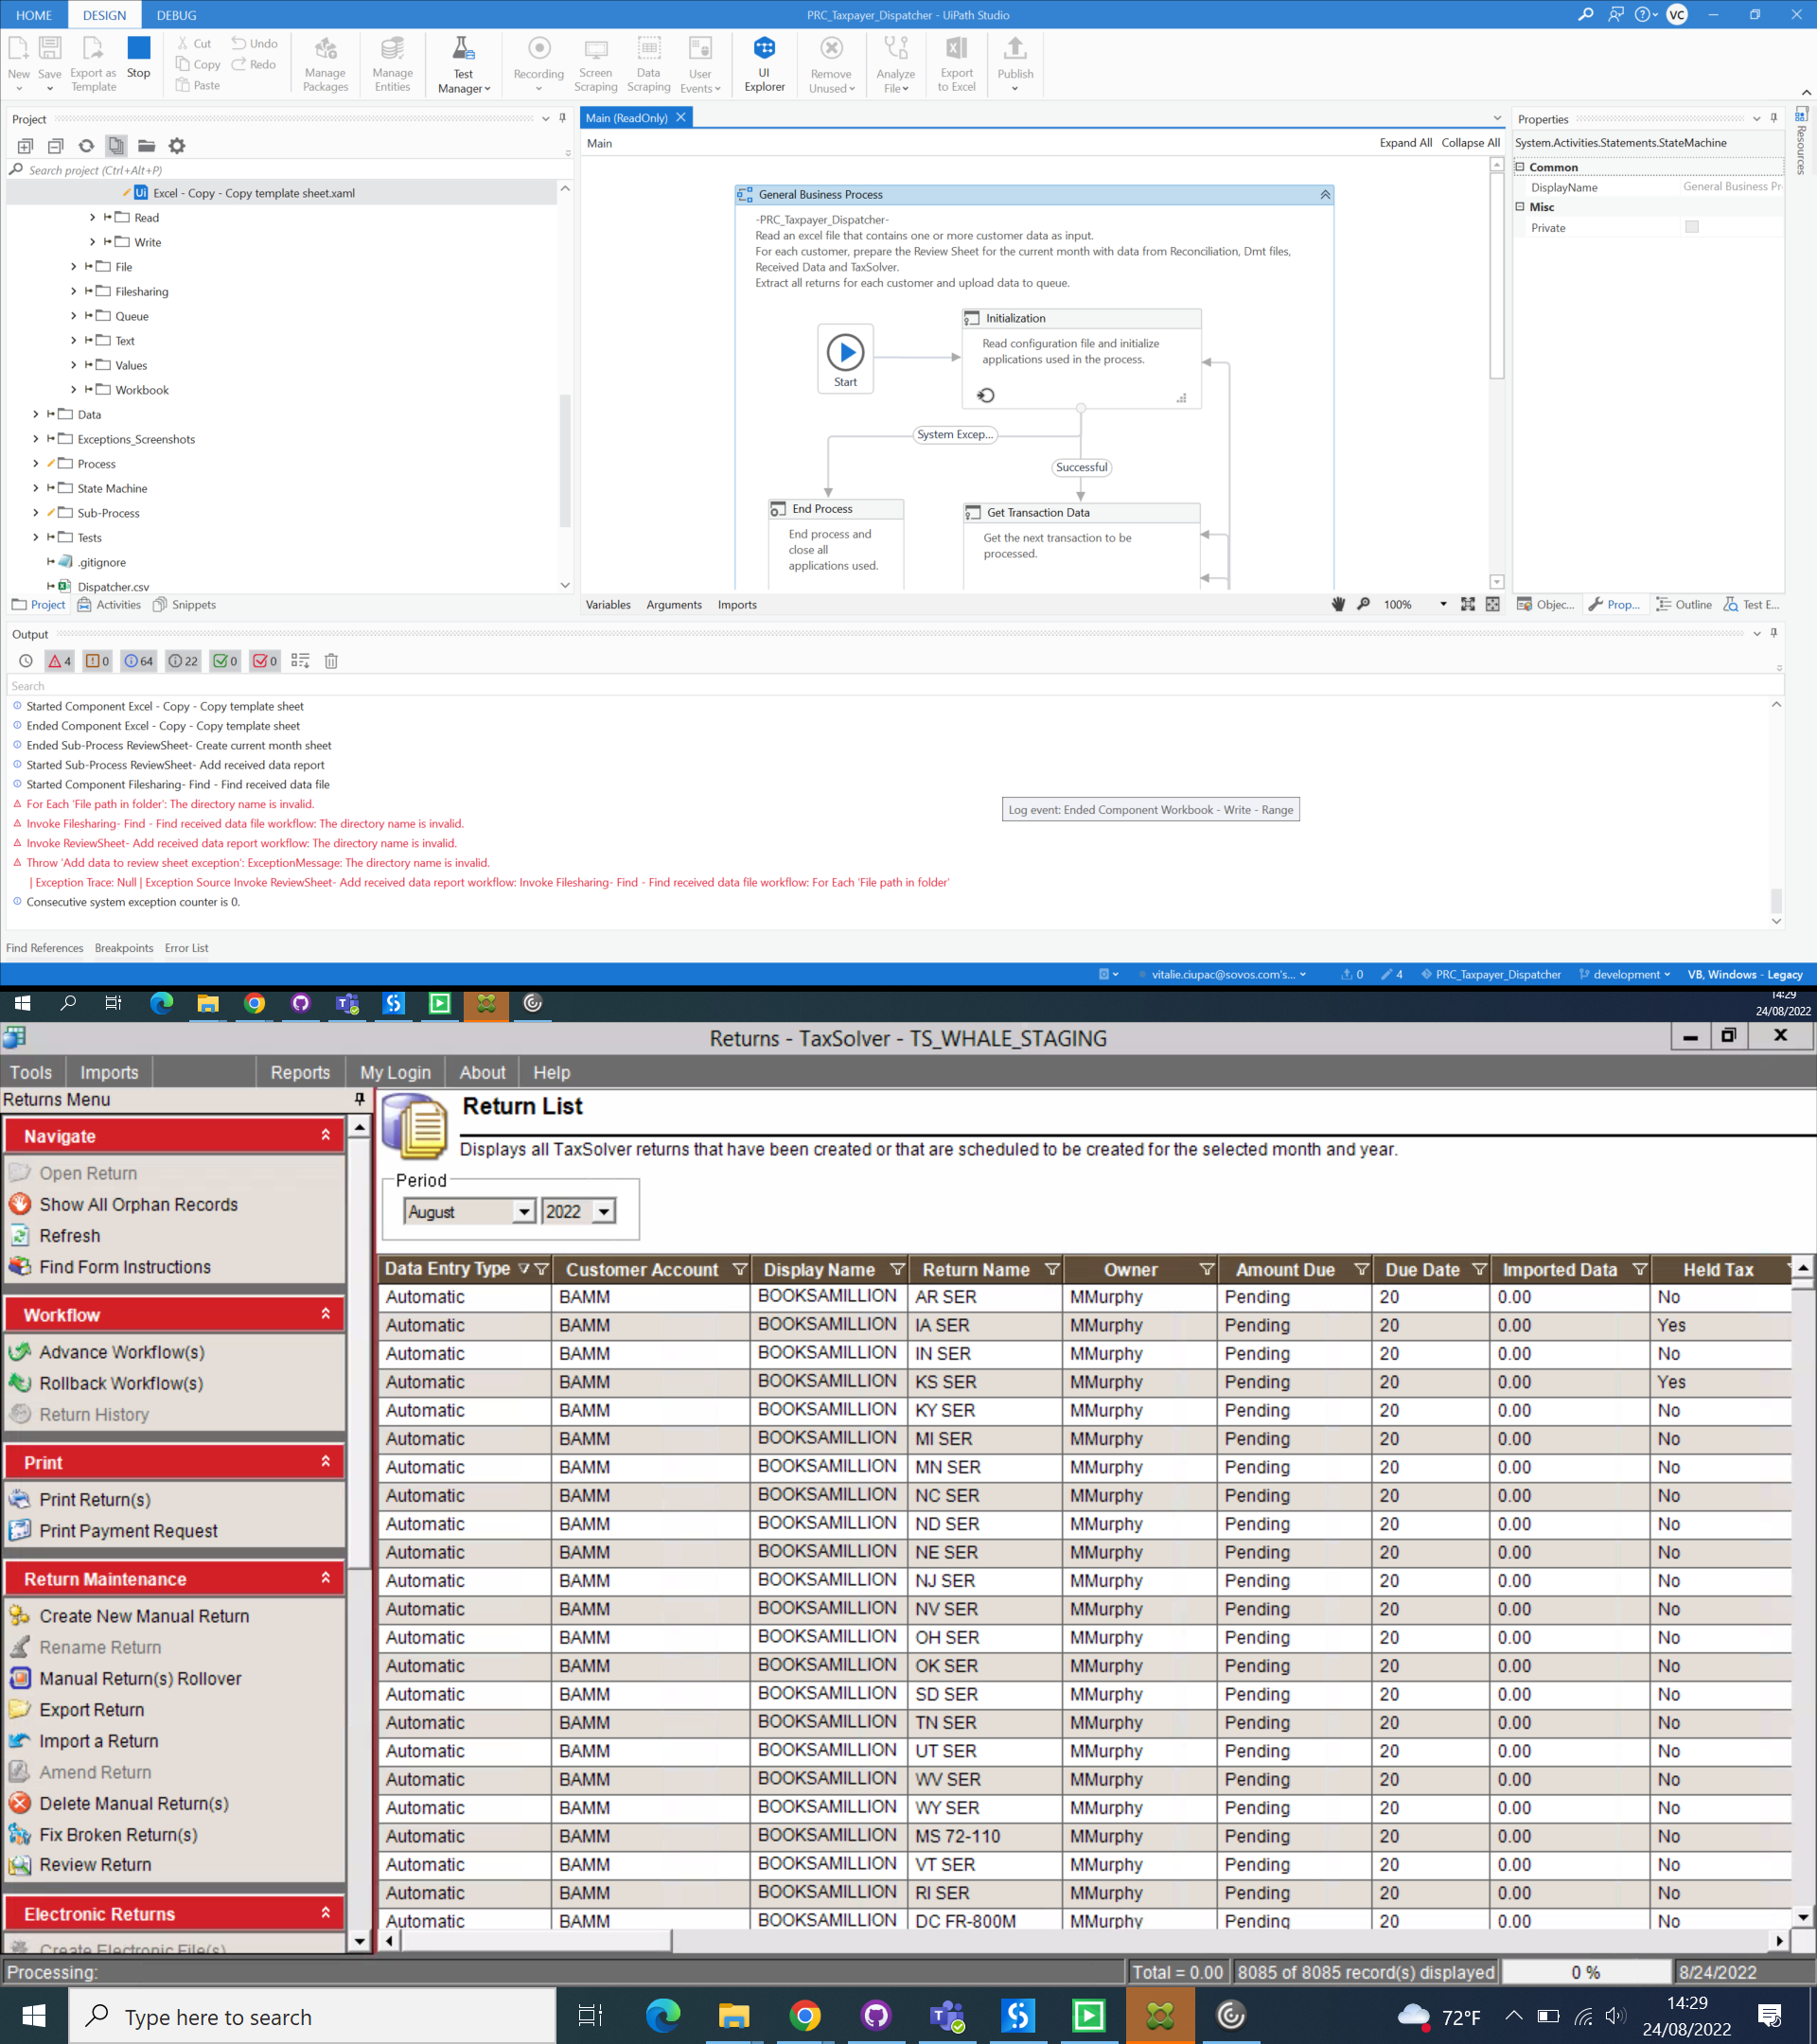 HOME DESIGN DEBUG PRC_Taxpayer_Dispatcher - UiPath Studio VC
New Save Export as Template Stop Cut Copy Paste Undo Redo Manage Packages Manage Entities Test Manager Recording Screen Scraping Data Scraping User Events UI Explorer Remove Unused Analyze File Export to Excel Publish
Project
Search project (Ctrl+Alt+P)
Excel - Copy - Copy template sheet.xaml
Read
Write
File
Filesharing
Queue
Text
Values
Workbook
Data
Exceptions_Screenshots
Process
State Machine
Sub-Process
Tests
.gitignore
Dispatcher.csv
Project Activities Snippets
Main (ReadOnly)
Main Expand All Collapse All
General Business Process
-PRC_Taxpayer_Dispatcher-
Read an excel file that contains one or more customer data as input.
For each customer, prepare the Review Sheet for the current month with data from Reconciliation, Dmt files,
Received Data and TaxSolver.
Extract all returns for each customer and upload data to queue.
Start
Initialization
Read configuration file and initialize
applications used in the process.
System Excep...
Successful
End Process
End process and
close all
applications used.
Get Transaction Data
Get the next transaction to be
processed.
Variables Arguments Imports 100%
Properties
System.Activities.Statements.StateMachine
Common
DisplayName General Business Pr
Misc
Private
Resources
Objec... Prop... Outline Test E...
Output
4 0 64 22 0 0
Search
Started Component Excel - Copy - Copy template sheet
Ended Component Excel - Copy - Copy template sheet
Ended Sub-Process ReviewSheet- Create current month sheet
Started Sub-Process ReviewSheet- Add received data report
Started Component Filesharing- Find - Find received data file
For Each 'File path in folder': The directory name is invalid.
Invoke Filesharing- Find - Find received data file workflow: The directory name is invalid.
Invoke ReviewSheet- Add received data report workflow: The directory name is invalid.
Throw 'Add data to review sheet exception': ExceptionMessage: The directory name is invalid.
| Exception Trace: Null | Exception Source Invoke ReviewSheet- Add received data report workflow: Invoke Filesharing- Find - Find received data file workflow: For Each 'File path in folder'
Consecutive system exception counter is 0.
Log event: Ended Component Workbook - Write - Range
Find References Breakpoints Error List
vitalie.ciupac@sovos.com's... 0 4 PRC_Taxpayer_Dispatcher development VB, Windows - Legacy
14:29
24/08/2022
Returns - TaxSolver - TS_WHALE_STAGING
Tools Imports Reports My Login About Help
Returns Menu
Navigate
Open Return
Show All Orphan Records
Refresh
Find Form Instructions
Workflow
Advance Workflow(s)
Rollback Workflow(s)
Return History
Print
Print Return(s)
Print Payment Request
Return Maintenance
Create New Manual Return
Rename Return
Manual Return(s) Rollover
Export Return
Import a Return
Amend Return
Delete Manual Return(s)
Fix Broken Return(s)
Review Return
Electronic Returns
Create Electronic File(s)
Return List
Displays all TaxSolver returns that have been created or that are scheduled to be created for the selected month and year.
Period
August 2022
Data Entry Type Customer Account Display Name Return Name Owner Amount Due Due Date Imported Data Held Tax
Automatic BAMM BOOKSAMILLION AR SER MMurphy Pending 20 0.00 No
Automatic BAMM BOOKSAMILLION IA SER MMurphy Pending 20 0.00 Yes
Automatic BAMM BOOKSAMILLION IN SER MMurphy Pending 20 0.00 No
Automatic BAMM BOOKSAMILLION KS SER MMurphy Pending 20 0.00 Yes
Automatic BAMM BOOKSAMILLION KY SER MMurphy Pending 20 0.00 No
Automatic BAMM BOOKSAMILLION MI SER MMurphy Pending 20 0.00 No
Automatic BAMM BOOKSAMILLION MN SER MMurphy Pending 20 0.00 No
Automatic BAMM BOOKSAMILLION NC SER MMurphy Pending 20 0.00 No
Automatic BAMM BOOKSAMILLION ND SER MMurphy Pending 20 0.00 No
Automatic BAMM BOOKSAMILLION NE SER MMurphy Pending 20 0.00 No
Automatic BAMM BOOKSAMILLION NJ SER MMurphy Pending 20 0.00 No
Automatic BAMM BOOKSAMILLION NV SER MMurphy Pending 20 0.00 No
Automatic BAMM BOOKSAMILLION OH SER MMurphy Pending 20 0.00 No
Automatic BAMM BOOKSAMILLION OK SER MMurphy Pending 20 0.00 No
Automatic BAMM BOOKSAMILLION SD SER MMurphy Pending 20 0.00 No
Automatic BAMM BOOKSAMILLION TN SER MMurphy Pending 20 0.00 No
Automatic BAMM BOOKSAMILLION UT SER MMurphy Pending 20 0.00 No
Automatic BAMM BOOKSAMILLION WV SER MMurphy Pending 20 0.00 No
Automatic BAMM BOOKSAMILLION WY SER MMurphy Pending 20 0.00 No
Automatic BAMM BOOKSAMILLION MS 72-110 MMurphy Pending 20 0.00 No
Automatic BAMM BOOKSAMILLION VT SER MMurphy Pending 20 0.00 No
Automatic BAMM BOOKSAMILLION RI SER MMurphy Pending 20 0.00 No
Automatic BAMM BOOKSAMILLION DC FR-800M MMurphy Pending 20 0.00 No
Processing: Total = 0.00 8085 of 8085 record(s) displayed 0 % 8/24/2022
Type here to search 72°F 14:29
24/08/2022